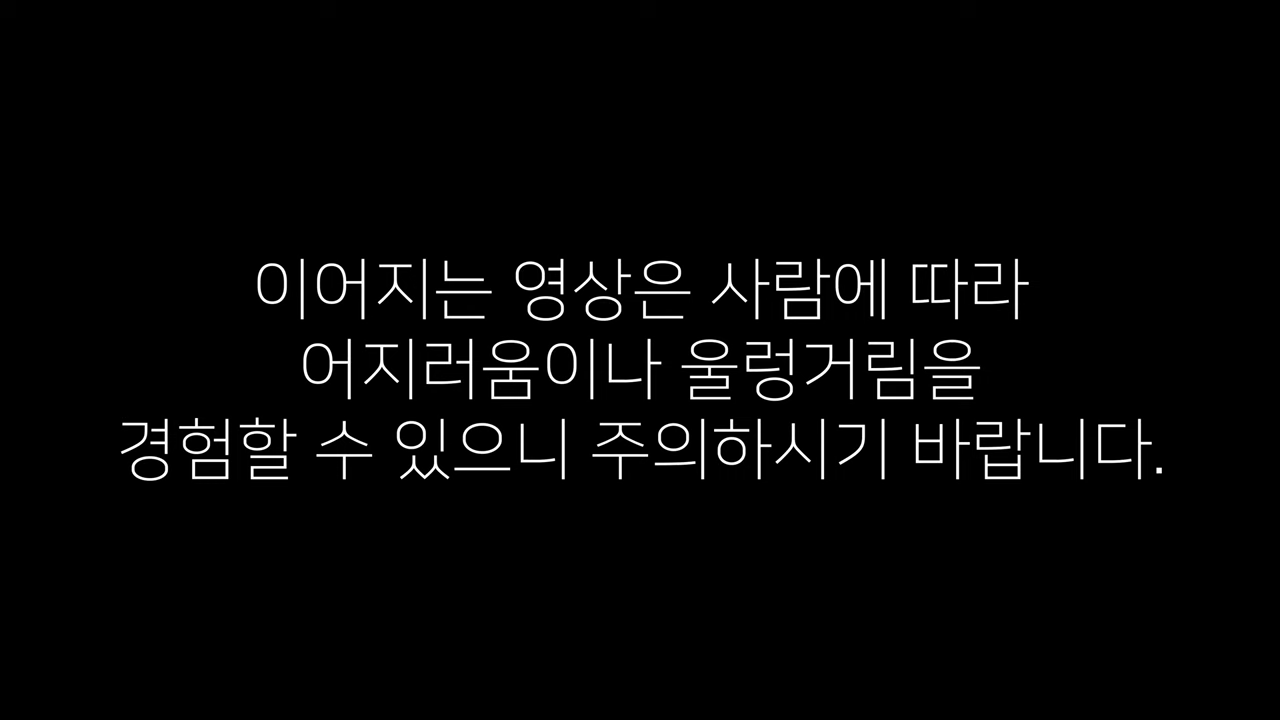 이어지는 영상은 사람에 따라
어지러움이나 울렁거림을
경험할 수 있으니 주의하시기 바랍니다.